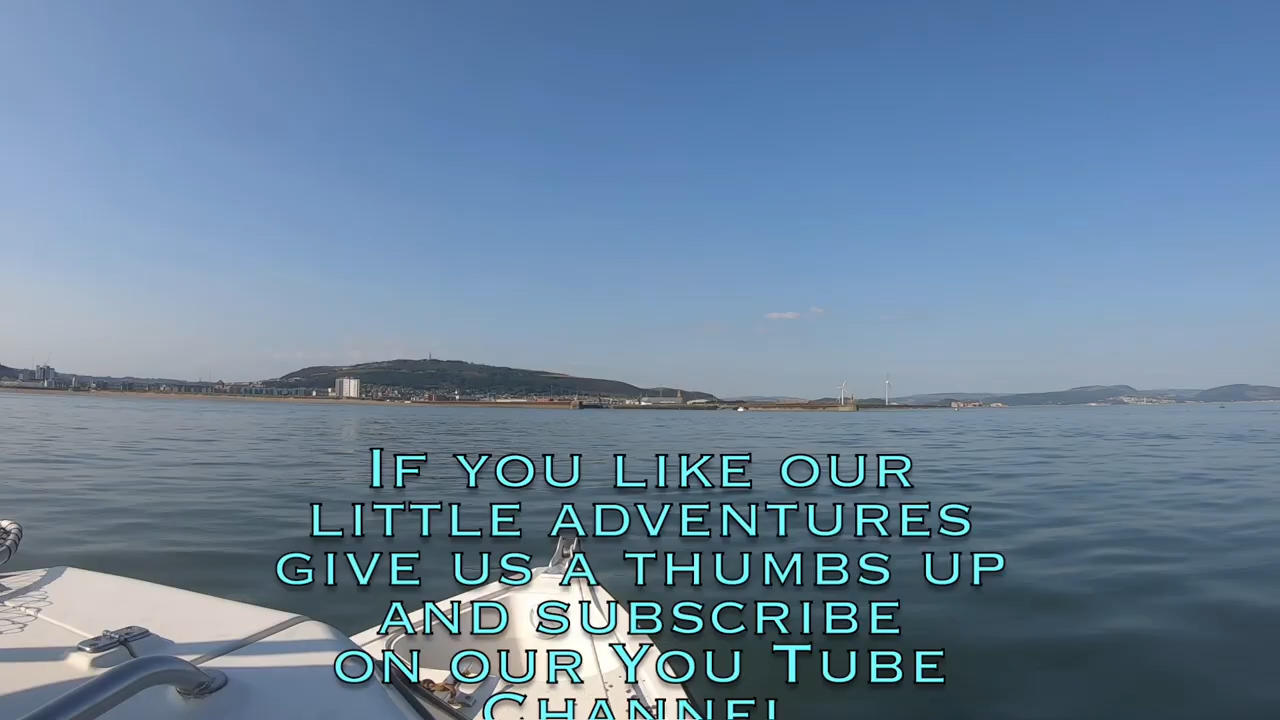 If you like our
little adventures
give us a thumbs up
and subscribe
on our You Tube
Channel